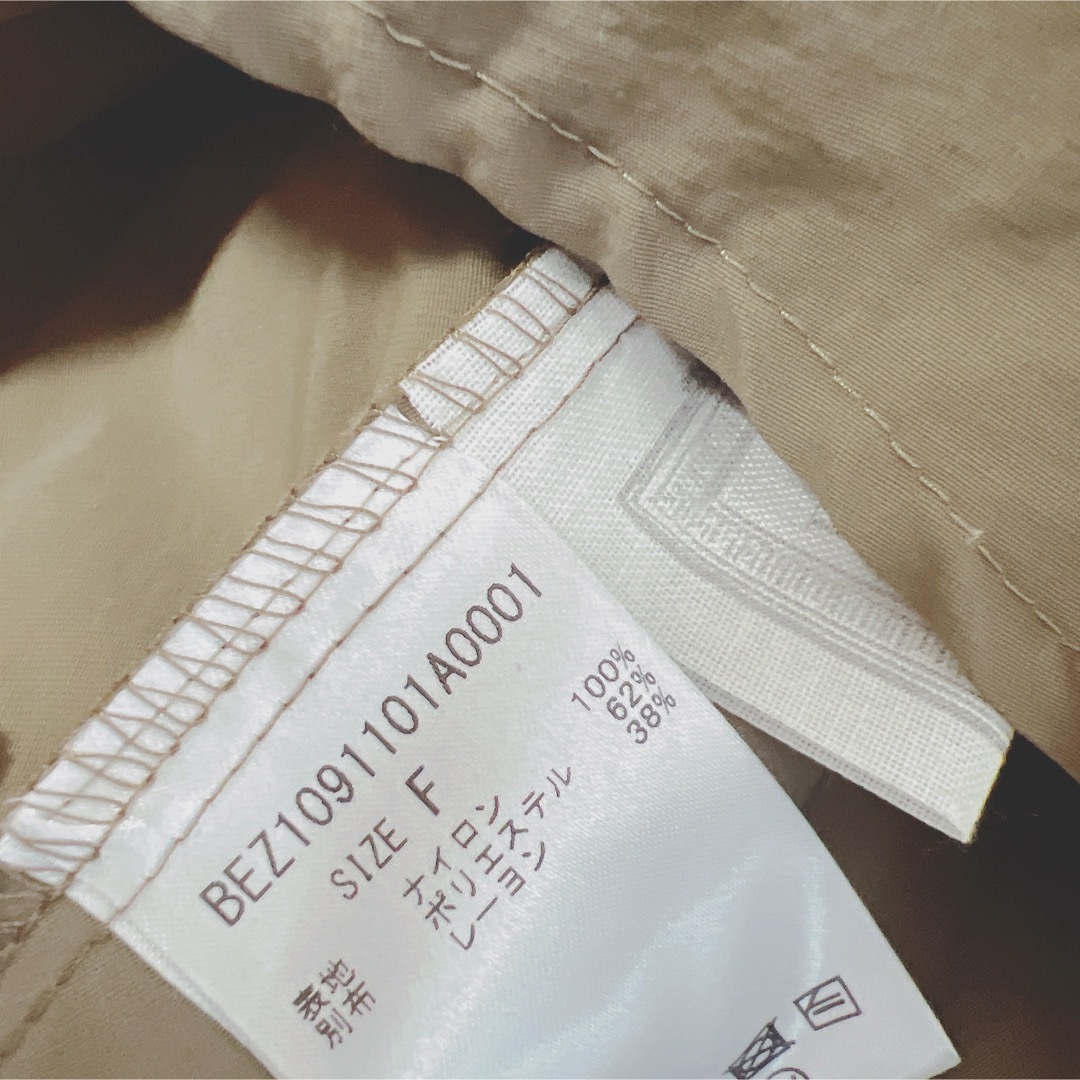 BEZ1091101A0001
SIZE F
表地 ナイロン 100%
別布 ポリエステル 62%
レーヨン 38%